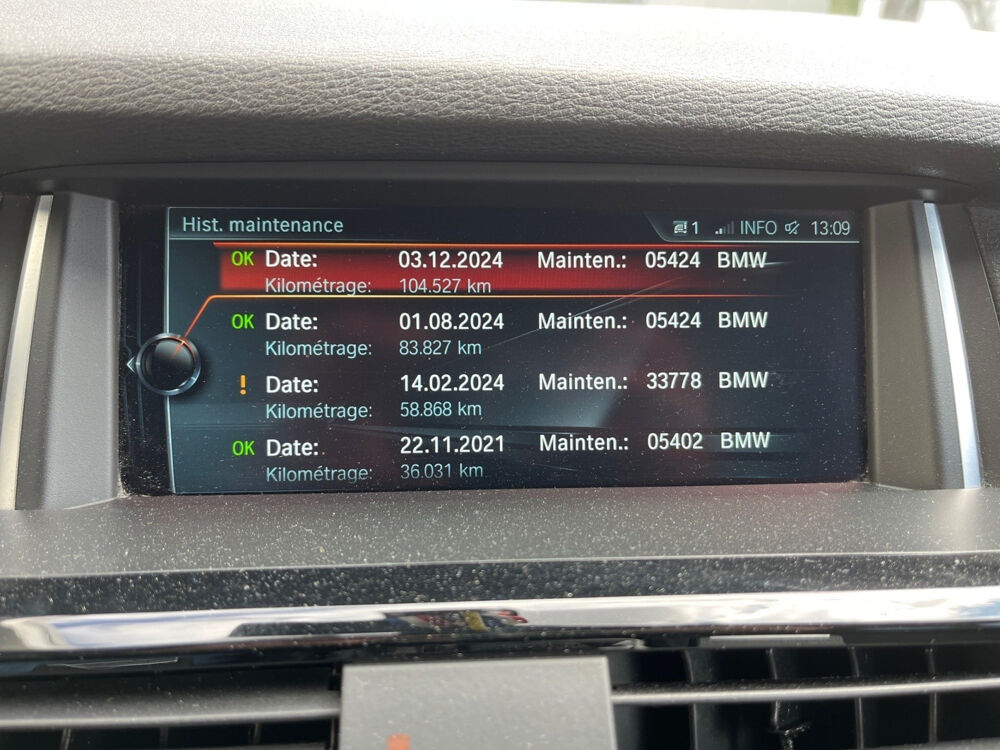 Hist. maintenance 1 INFO 13:09
OK Date: 03.12.2024 Mainten.: 05424 BMW
Kilométrage: 104.527 km
OK Date: 01.08.2024 Mainten.: 05424 BMW
Kilométrage: 83.827 km
! Date: 14.02.2024 Mainten.: 33778 BMW
Kilométrage: 58.868 km
OK Date: 22.11.2021 Mainten.: 05402 BMW
Kilométrage: 36.031 km